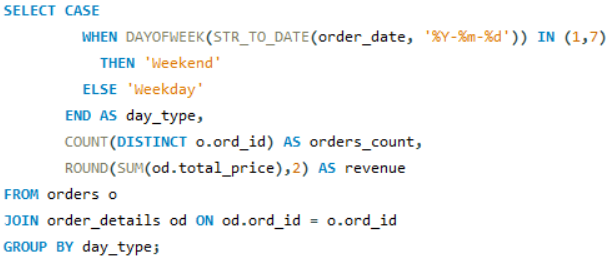 SELECT CASE
WHEN DAYOFWEEK(STR_TO_DATE(order_date, '%Y-%m-%d')) IN (1,7)
THEN 'Weekend'
ELSE 'Weekday'
END AS day_type,
COUNT(DISTINCT o.ord_id) AS orders_count,
ROUND(SUM(od.total_price),2) AS revenue
FROM orders o
JOIN order_details od ON od.ord_id = o.ord_id
GROUP BY day_type;